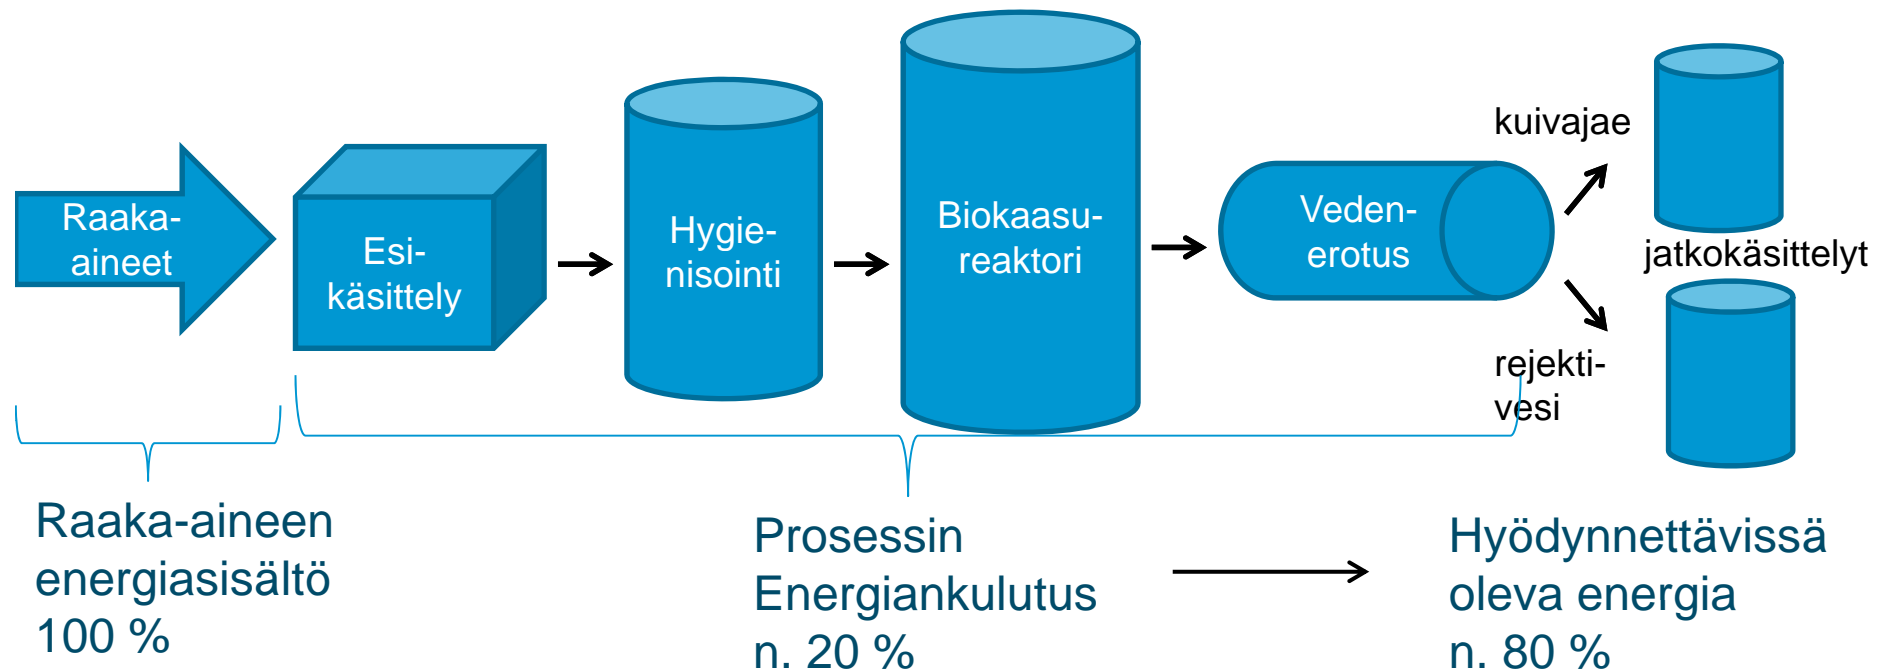 Raaka-
aineet
Esi-
käsittely
Hygie-
nisointi
Biokaasu-
reaktori
Veden-
erotus
kuivajae
jatkokäsittelyt
rejekti-
vesi
Raaka-aineen
energiasisältö
100 %
Prosessin
Energiankulutus
n. 20 %
Hyödynnettävissä
oleva energia
n. 80 %